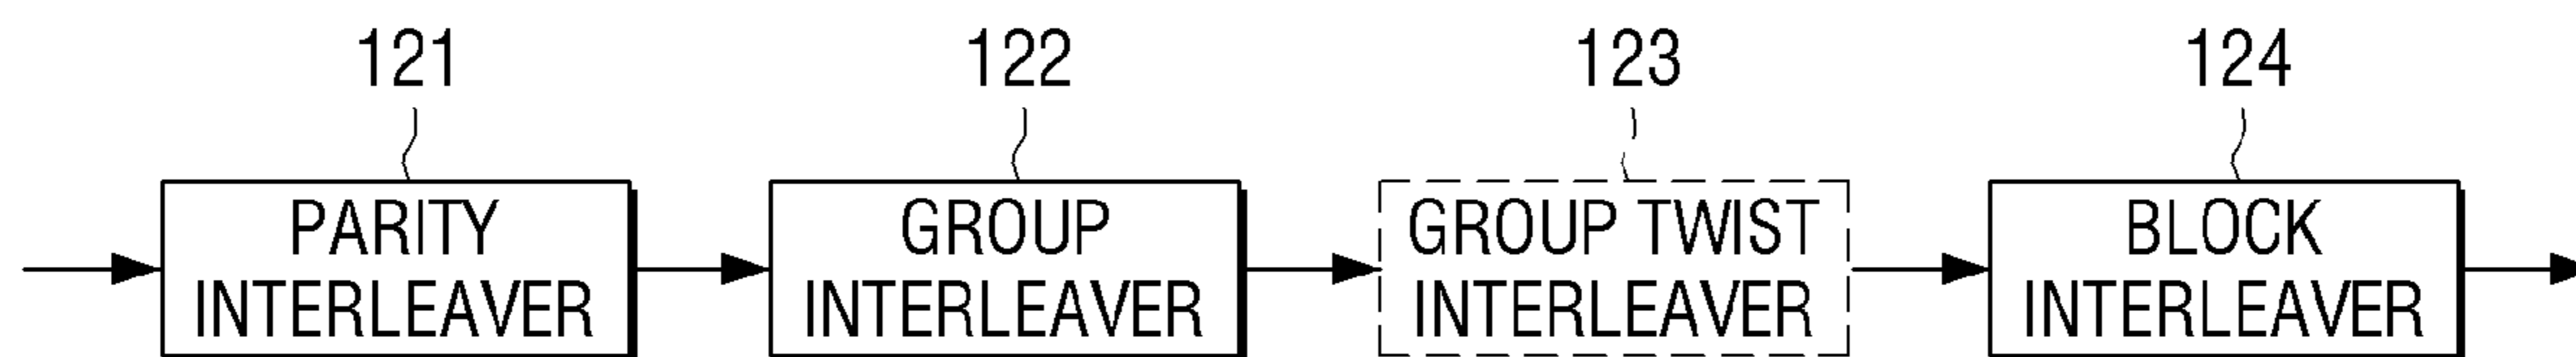 121
122
123
124
PARITY
INTERLEAVER
GROUP
INTERLEAVER
GROUP TWIST
INTERLEAVER
BLOCK
INTERLEAVER